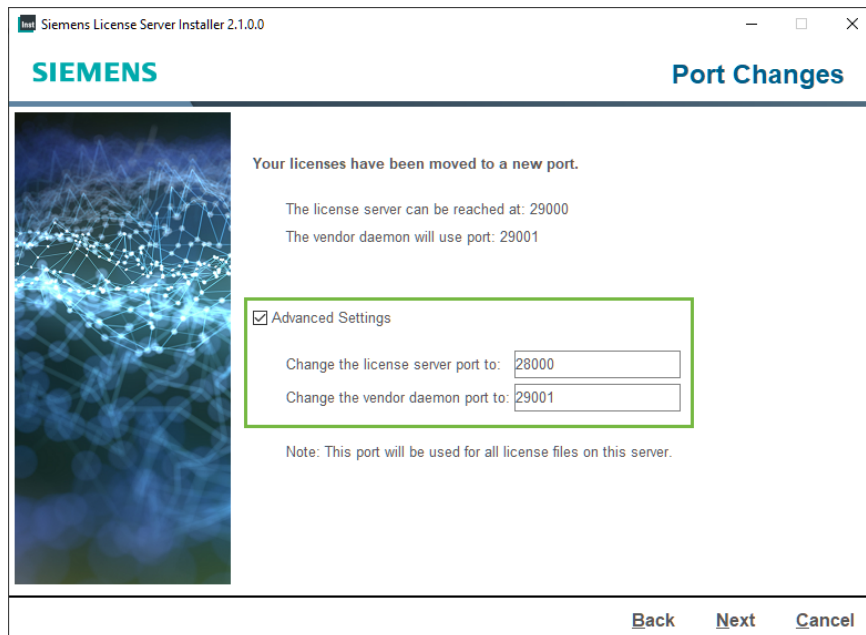 Inst Siemens License Server Installer 2.1.0.0
SIEMENS
Port Changes
Your licenses have been moved to a new port.
The license server can be reached at: 29000
The vendor daemon will use port: 29001
Advanced Settings
Change the license server port to: 28000
Change the vendor daemon port to: 29001
Note: This port will be used for all license files on this server.
Back Next Cancel